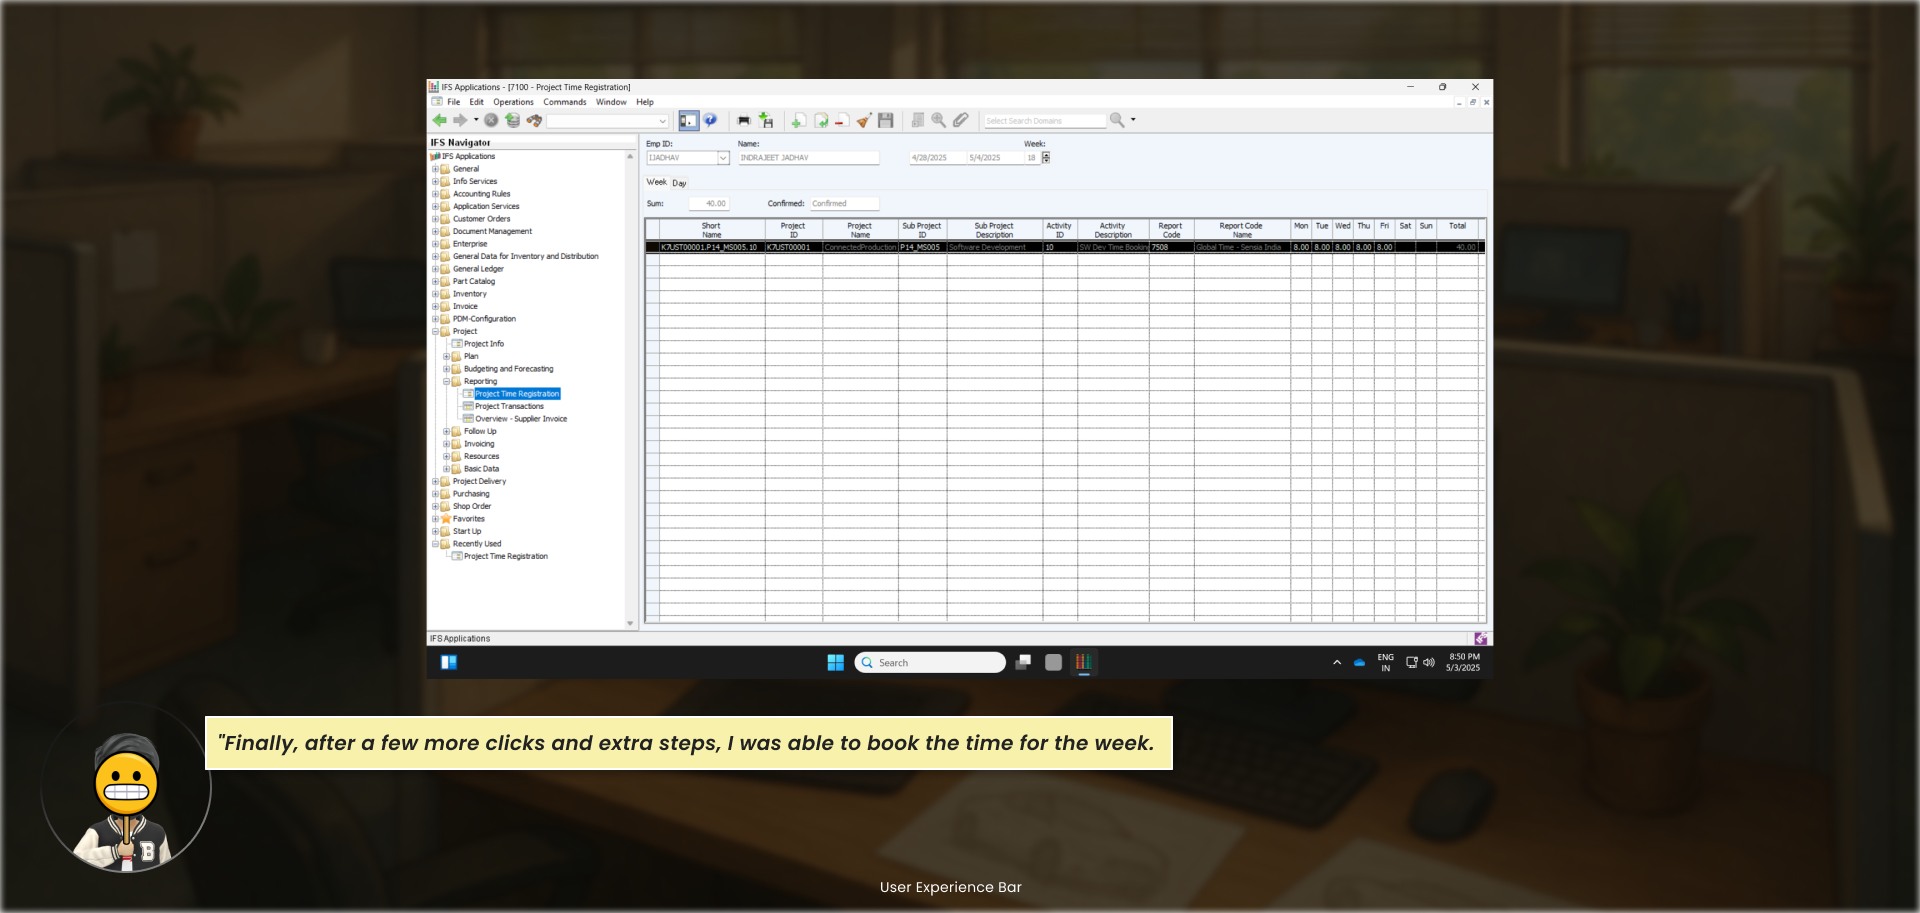 IFS Applications - [7100 - Project Time Registration]
File Edit Operations Commands Window Help
Select Search Domains
IFS Navigator
IFS Applications
General
Info Services
Accounting Rules
Application Services
Customer Orders
Document Management
Enterprise
General Data for Inventory and Distribution
General Ledger
Part Catalog
Inventory
Invoice
PDM-Configuration
Project
Project Info
Plan
Budgeting and Forecasting
Reporting
Project Time Registration
Project Transactions
Overview - Supplier Invoice
Follow Up
Invoicing
Resources
Basic Data
Project Delivery
Purchasing
Shop Order
Favorites
Start Up
Recently Used
Project Time Registration
Emp ID: Name: Week:
IJADHAV INDRAJEET JADHAV 4/28/2025 5/4/2025 18
Week Day
Sum: 40.00 Confirmed: Confirmed
Short Project Project Sub Project Sub Project Activity Activity Report Report Code Mon Tue Wed Thu Fri Sat Sun Total
Name ID Name ID Description ID Description Code Name
K7UST00001.P14_MS005.10 K7UST00001 ConnectedProduction P14_MS005 Software Development 10 SW Dev Time Bookin 7508 Global Time - Sensia India 8.00 8.00 8.00 8.00 8.00 40.00
IFS Applications
Search
ENG
IN
8:50 PM
5/3/2025
"Finally, after a few more clicks and extra steps, I was able to book the time for the week.
B
User Experience Bar